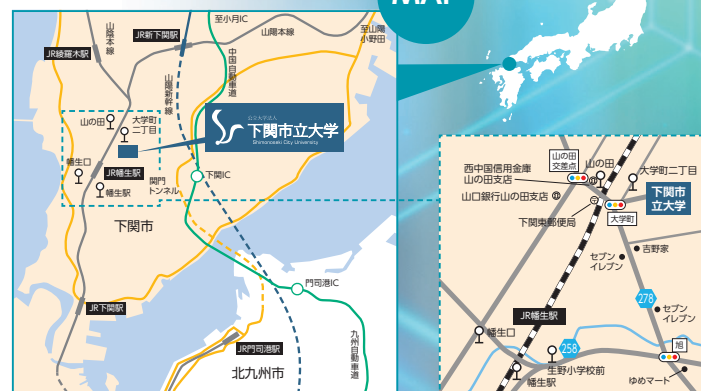 MAP
至小月IC
山陽本線
至山陽
小野田
山陰
本線
JR新下関駅
JR綾羅木駅
中国自動車道
山陽新幹線
山の田
大学町
二丁目
公立大学法人
下関市立大学
Shimonoseki City University
幡生口
JR幡生駅
幡生駅
関門
トンネル
下関IC
下関市
門司港IC
JR下関駅
JR門司港駅
北九州市
九州自動車道
山の田
交差点
山の田
西中国信用金庫
山の田支店
大学町二丁目
山口銀行山の田支店
下関市
立大学
下関東郵便局
大学町
吉野家
セブン
イレブン
278
セブン
イレブン
JR幡生駅
幡生口
258
旭
生野小学校前
幡生駅
ゆめマート